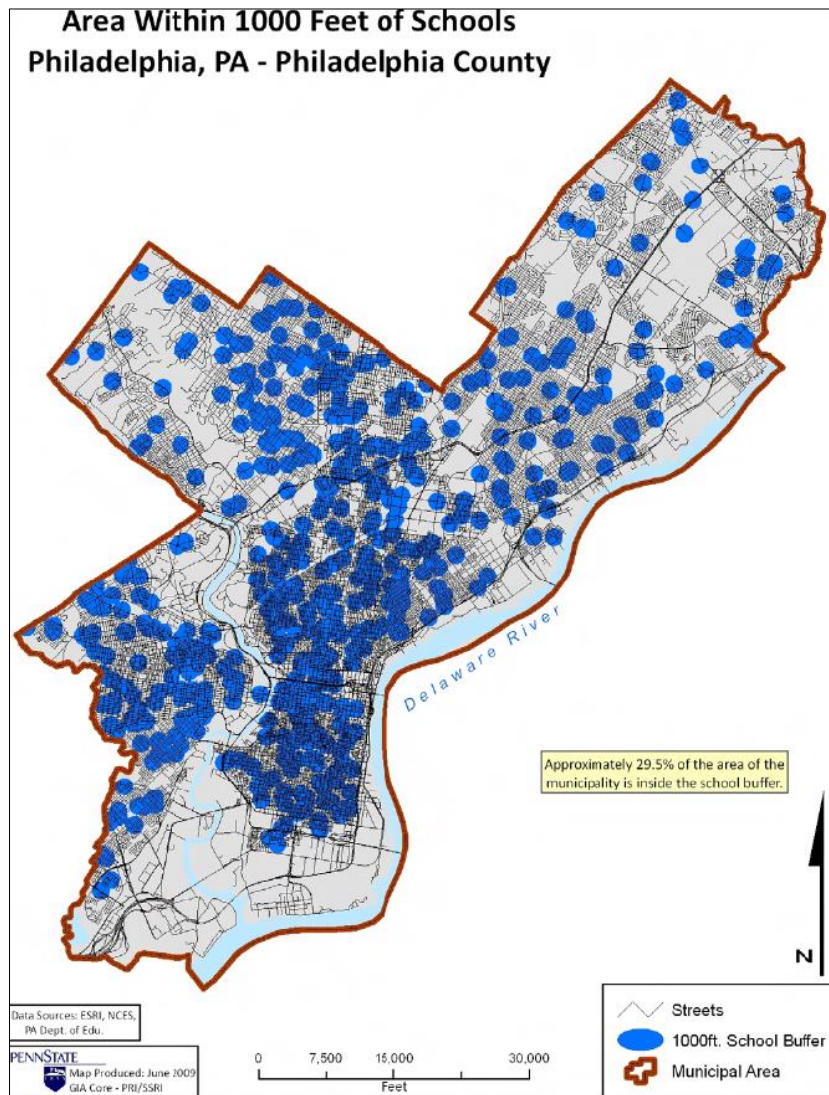 Area Within 1000 Feet of Schools
Philadelphia, PA - Philadelphia County
Delaware River
Approximately 29.5% of the area of the
municipality is inside the school buffer.
N
Data Sources: ESRI, NCES,
PA Dept. of Edu.
PENNSTATE
Map Produced: June 2009
GIA Core - PRI/SSRI
0 7,500 15,000 30,000
Feet
Streets
1000ft. School Buffer
Municipal Area